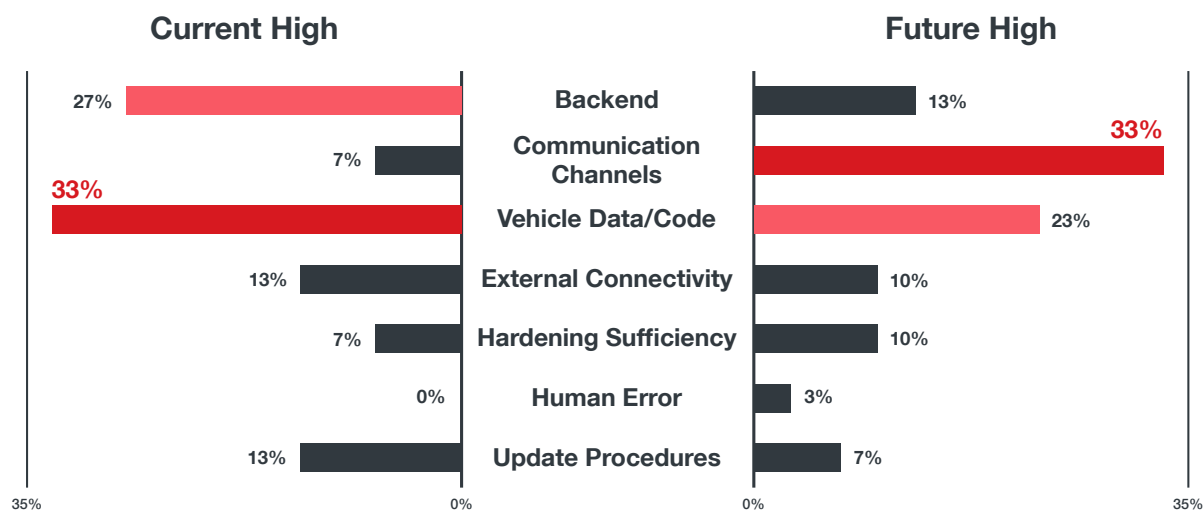 Current High
Future High
27%
Backend
13%
7%
Communication
Channels
33%
33%
Vehicle Data/Code
23%
13%
External Connectivity
10%
7%
Hardening Sufficiency
10%
0%
Human Error
3%
13%
Update Procedures
7%
35%
0%
0%
35%